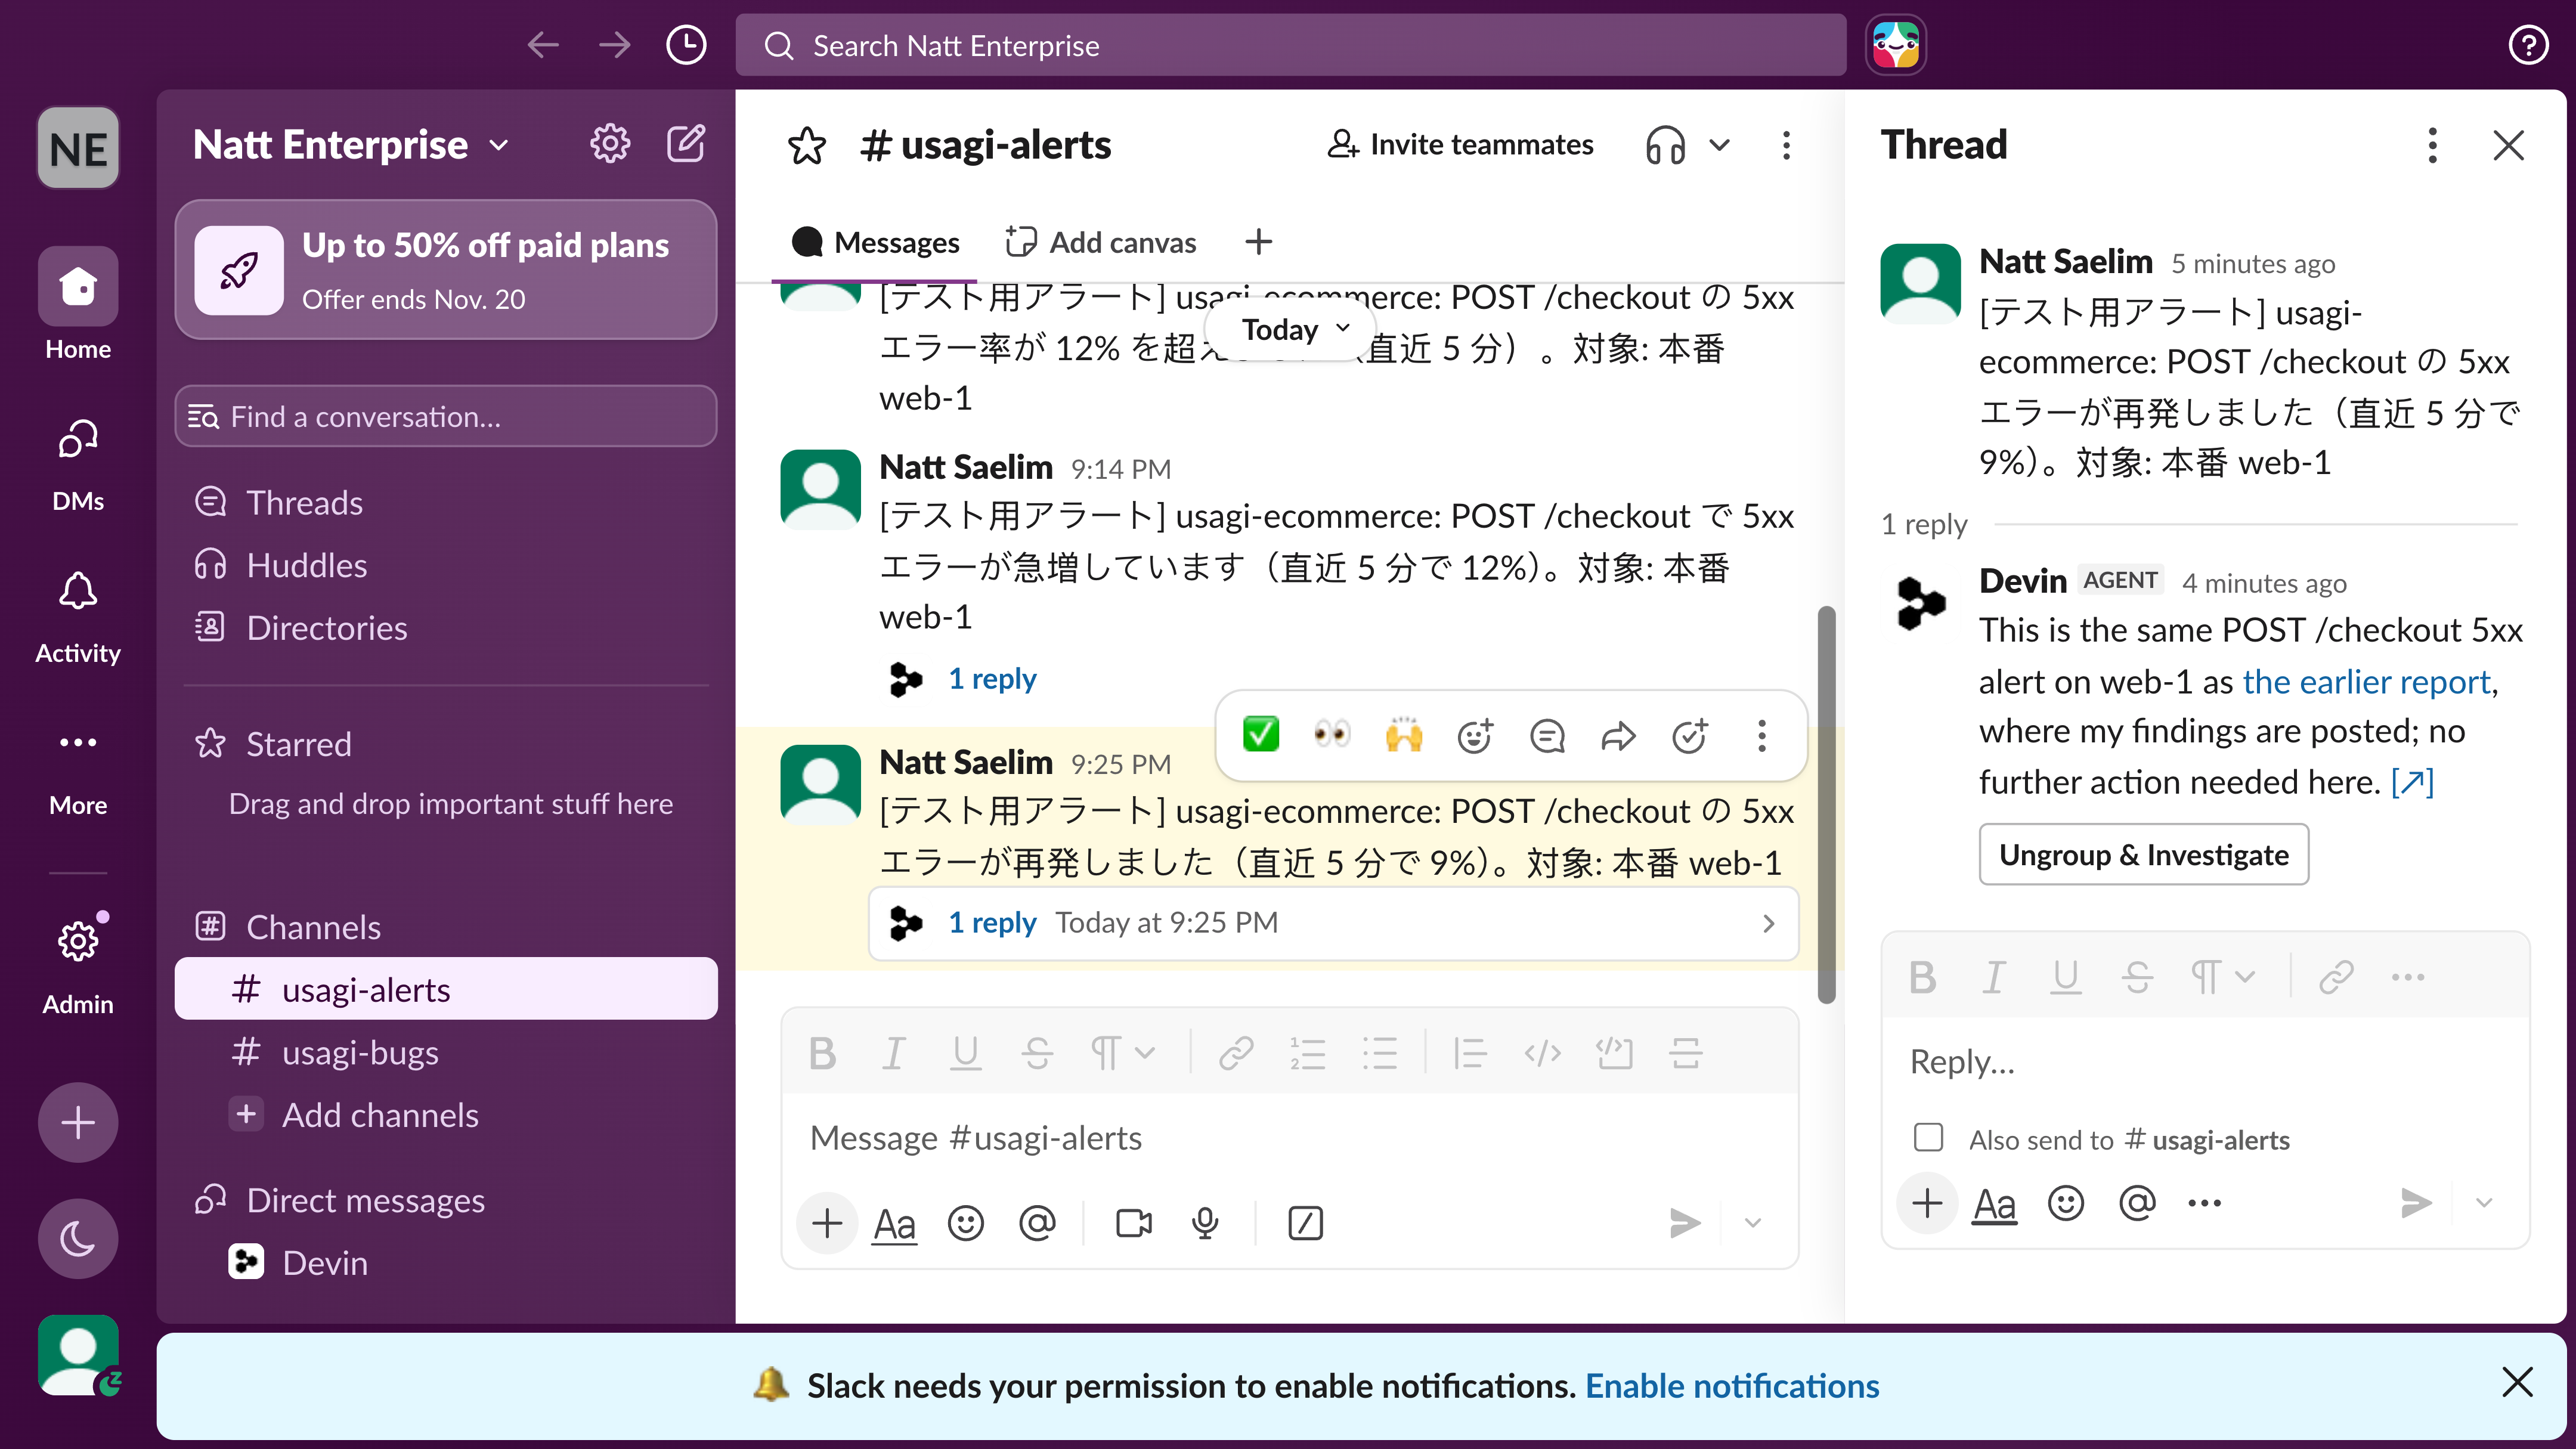 Search Natt Enterprise
NE
Home
DMs
Activity
More
Admin
Natt Enterprise
Up to 50% off paid plans
Offer ends Nov. 20
Find a conversation...
Threads
Huddles
Directories
Starred
Drag and drop important stuff here
Channels
# usagi-alerts
# usagi-bugs
+ Add channels
Direct messages
Devin
# usagi-alerts
Invite teammates
Messages
Add canvas
Today
[テスト用アラート] usagi-ecommerce: POST /checkout の 5xx
エラー率が 12% を超え (直近 5 分) 。対象: 本番
web-1
Natt Saelim 9:14 PM
[テスト用アラート] usagi-ecommerce: POST /checkout で 5xx
エラーが急増しています（直近 5 分で 12%）。対象: 本番
web-1
1 reply
Natt Saelim 9:25 PM
[テスト用アラート] usagi-ecommerce: POST /checkout の 5xx
エラーが再発しました（直近 5 分で 9%）。対象: 本番 web-1
1 reply Today at 9:25 PM
Message #usagi-alerts
Aa
Thread
Natt Saelim 5 minutes ago
[テスト用アラート] usagi-
ecommerce: POST /checkout の 5xx
エラーが再発しました（直近 5 分で
9%）。対象: 本番 web-1
1 reply
Devin AGENT 4 minutes ago
This is the same POST /checkout 5xx
alert on web-1 as the earlier report,
where my findings are posted; no
further action needed here. [↗]
Ungroup & Investigate
Reply...
Also send to # usagi-alerts
Aa
Slack needs your permission to enable notifications. Enable notifications